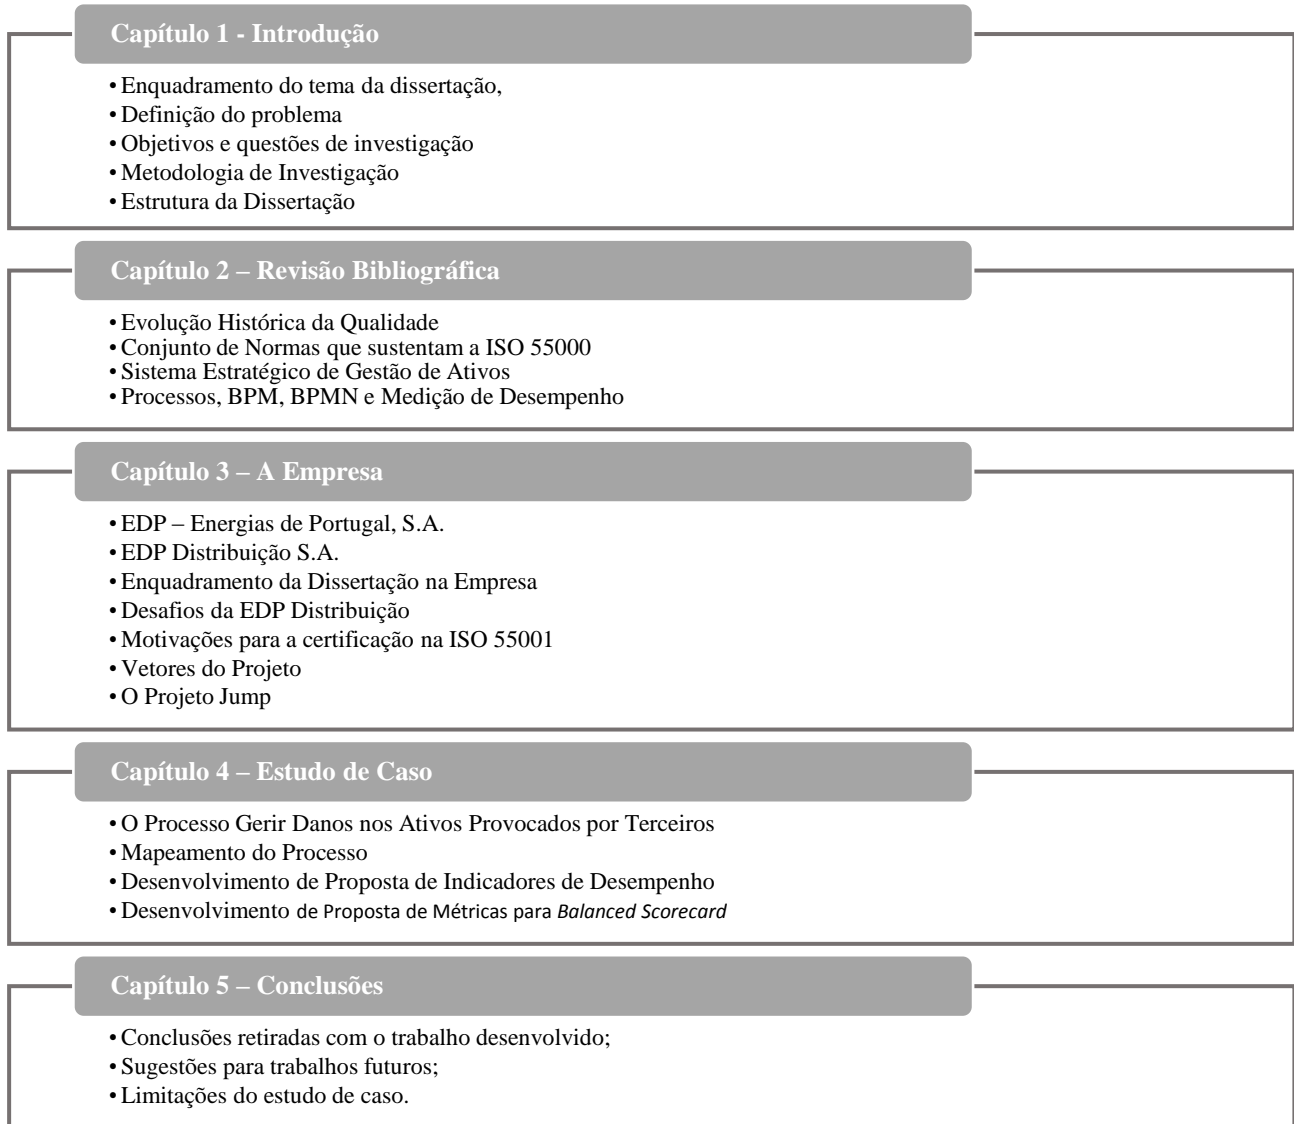 Capítulo 1 - Introdução
• Enquadramento do tema da dissertação,
• Definição do problema
• Objetivos e questões de investigação
• Metodologia de Investigação
• Estrutura da Dissertação
Capítulo 2 – Revisão Bibliográfica
• Evolução Histórica da Qualidade
• Conjunto de Normas que sustentam a ISO 55000
• Sistema Estratégico de Gestão de Ativos
• Processos, BPM, BPMN e Medição de Desempenho
Capítulo 3 – A Empresa
• EDP – Energias de Portugal, S.A.
• EDP Distribuição S.A.
• Enquadramento da Dissertação na Empresa
• Desafios da EDP Distribuição
• Motivações para a certificação na ISO 55001
• Vetores do Projeto
• O Projeto Jump
Capítulo 4 – Estudo de Caso
• O Processo Gerir Danos nos Ativos Provocados por Terceiros
• Mapeamento do Processo
• Desenvolvimento de Proposta de Indicadores de Desempenho
• Desenvolvimento de Proposta de Métricas para Balanced Scorecard
Capítulo 5 – Conclusões
• Conclusões retiradas com o trabalho desenvolvido;
• Sugestões para trabalhos futuros;
• Limitações do estudo de caso.